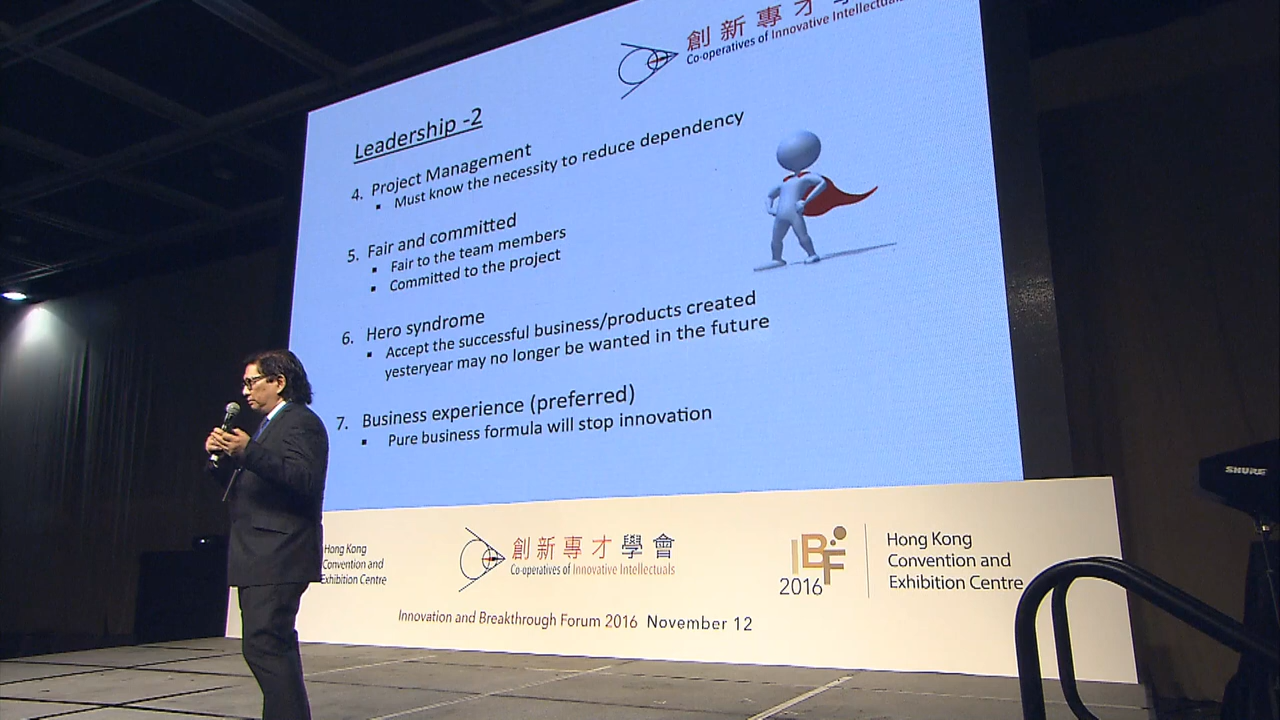 創新專才學
Co-operatives of Innovative Intellectuals
Leadership -2
4. Project Management
▪ Must know the necessity to reduce dependency
5. Fair and committed
▪ Fair to the team members
▪ Committed to the project
6. Hero syndrome
▪ Accept the successful business/products created
yesteryear may no longer be wanted in the future
7. Business experience (preferred)
▪ Pure business formula will stop innovation
SHURE
Hong Kong
Convention and
Exhibition Centre
創新專才學會
Co-operatives of Innovative Intellectuals
IBF
2016
Hong Kong
Convention and
Exhibition Centre
Innovation and Breakthrough Forum 2016 November 12